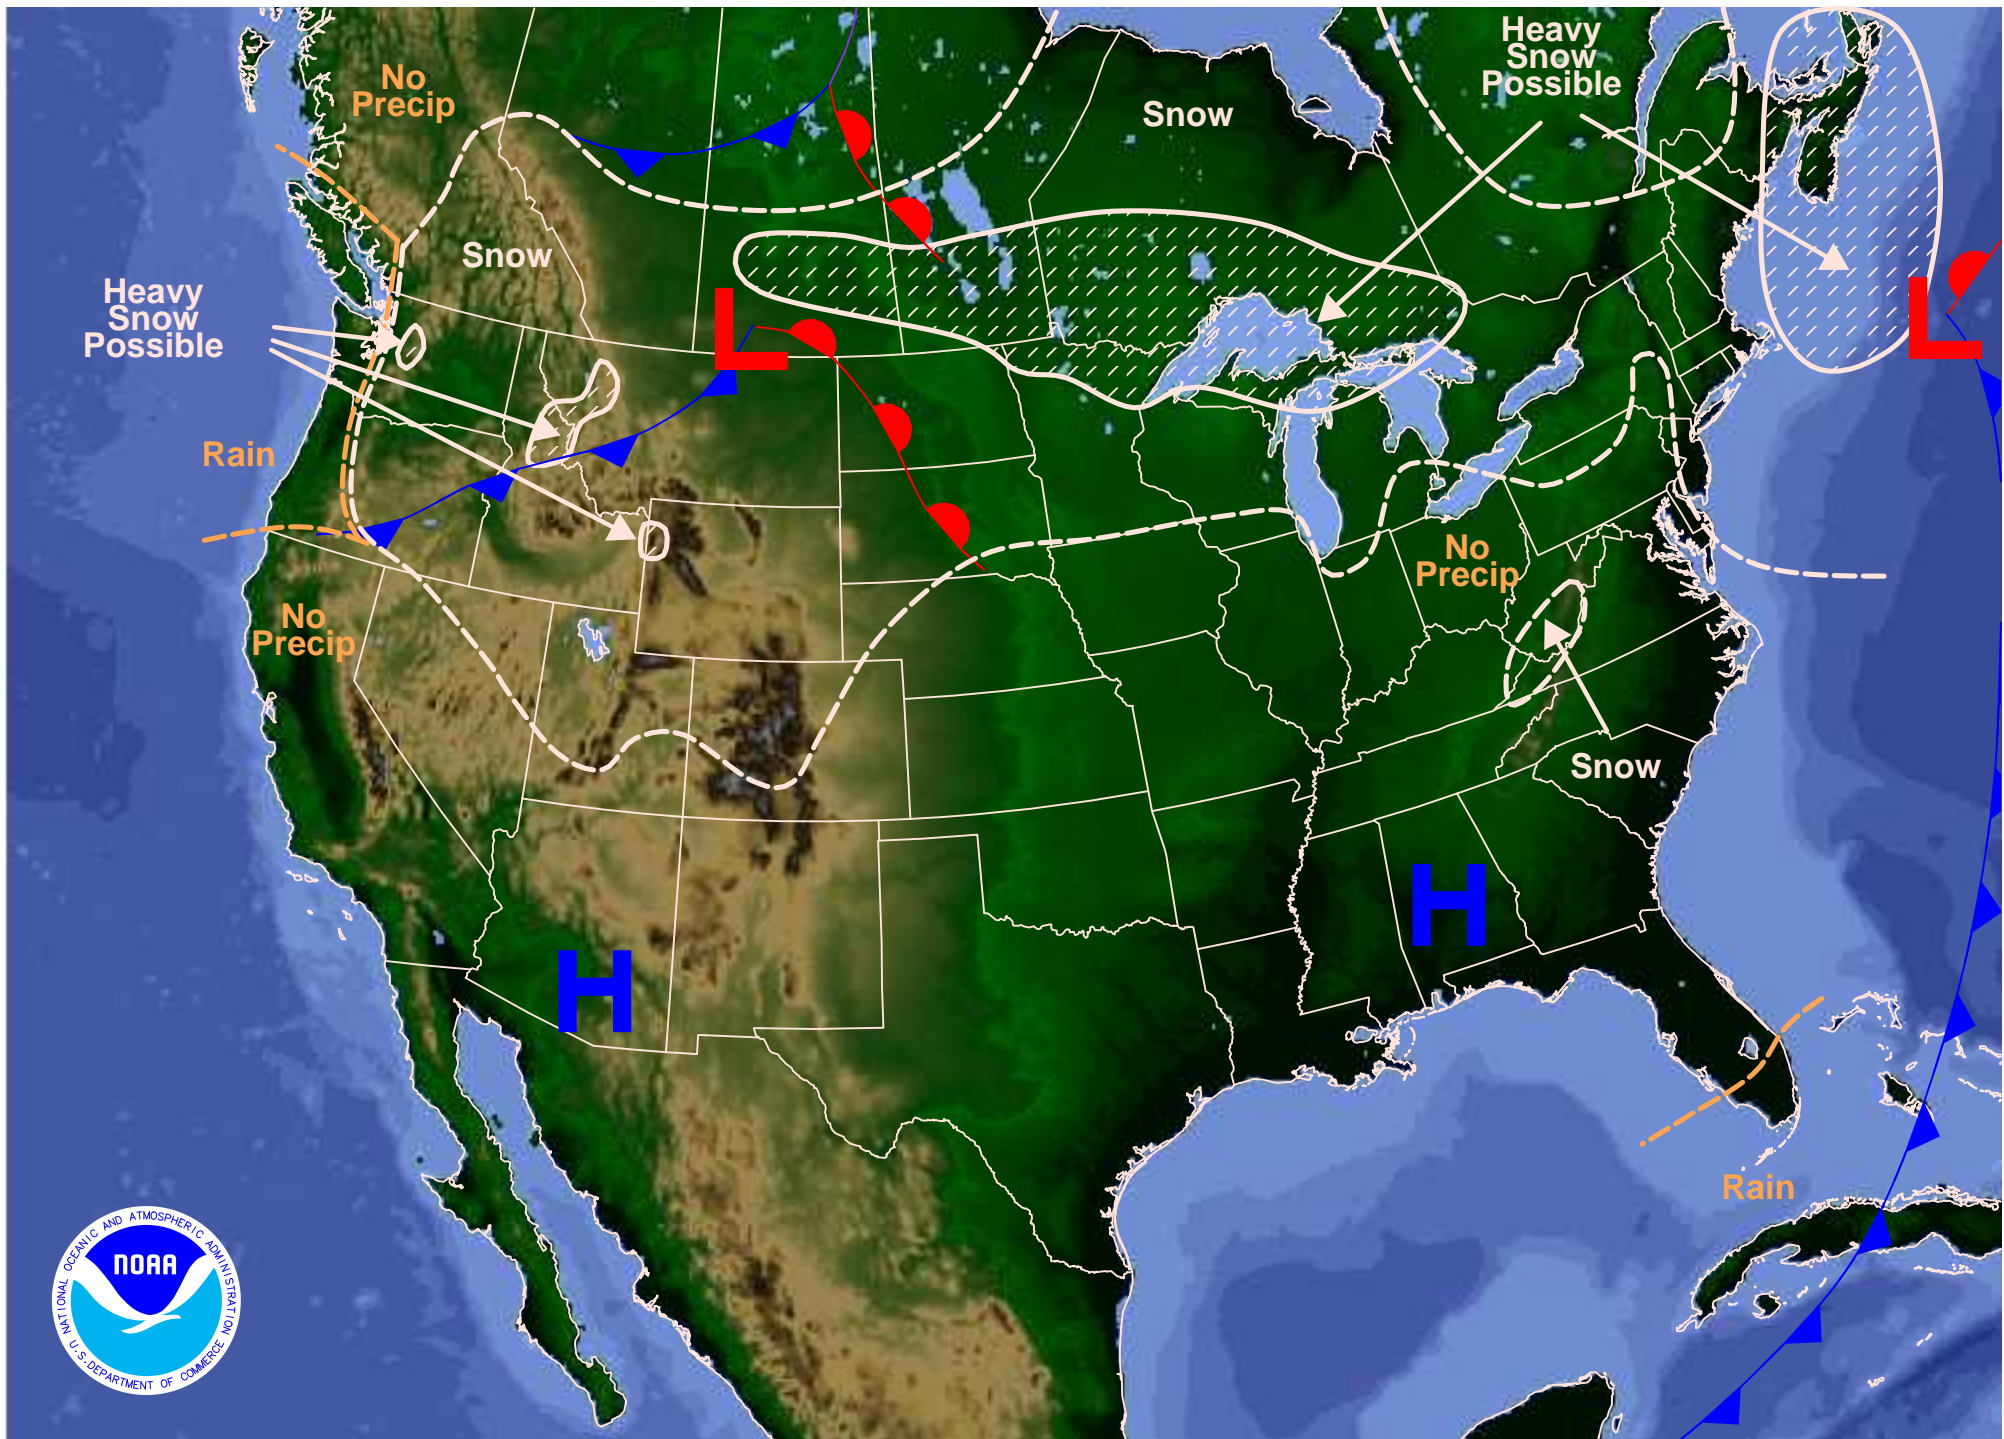 Heavy
Snow
Possible
No
Precip
Snow
Snow
Heavy
Snow
Possible
L
L
Rain
No
Precip
No
Precip
Snow
H
H
Rain
NATIONAL OCEANIC AND ATMOSPHERIC ADMINISTRATION
NOAA
U.S. DEPARTMENT OF COMMERCE